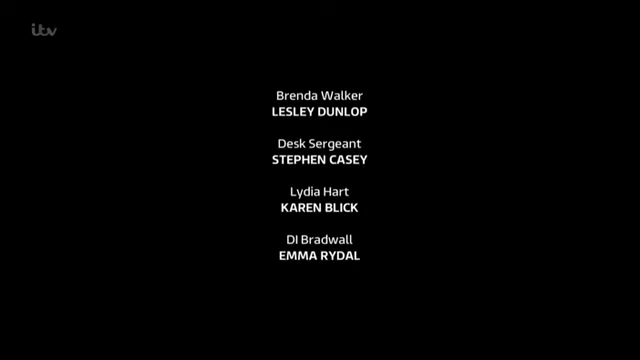 itv
Brenda Walker
LESLEY DUNLOP
Desk Sergeant
STEPHEN CASEY
Lydia Hart
KAREN BLICK
DI Bradwall
EMMA RYDAL